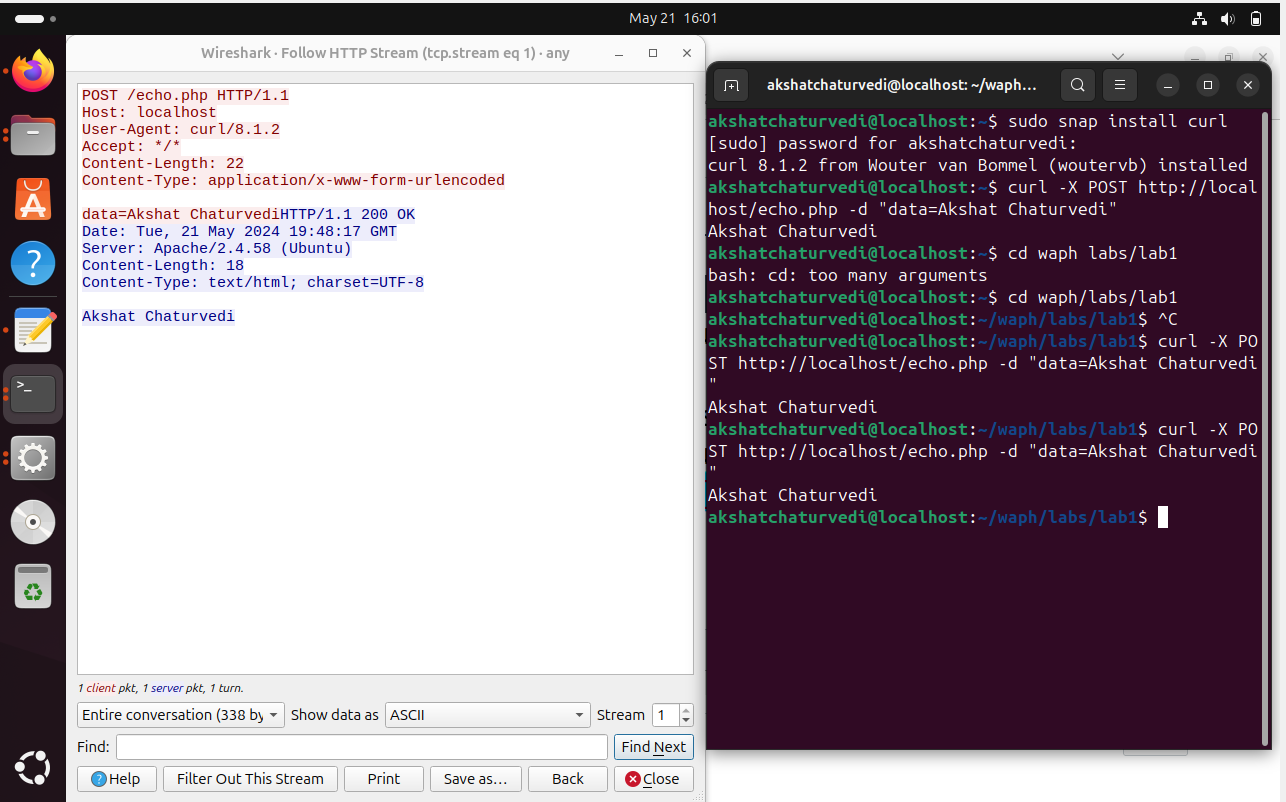 May 21 16:01
Wireshark · Follow HTTP Stream (tcp.stream eq 1) · any
POST /echo.php HTTP/1.1
Host: localhost
User-Agent: curl/8.1.2
Accept: */*
Content-Length: 22
Content-Type: application/x-www-form-urlencoded
data=Akshat ChaturvediHTTP/1.1 200 OK
Date: Tue, 21 May 2024 19:48:17 GMT
Server: Apache/2.4.58 (Ubuntu)
Content-Length: 18
Content-Type: text/html; charset=UTF-8
Akshat Chaturvedi
1 client pkt, 1 server pkt, 1 turn.
Entire conversation (338 by
Show data as
ASCII
Stream
1
Find:
Find Next
Help
Filter Out This Stream
Print
Save as…
Back
Close
akshatchaturvedi@localhost: ~/waph…
akshatchaturvedi@localhost:~$ sudo snap install curl
[sudo] password for akshatchaturvedi:
curl 8.1.2 from Wouter van Bommel (woutervb) installed
akshatchaturvedi@localhost:~$ curl -X POST http://local
host/echo.php -d "data=Akshat Chaturvedi"
Akshat Chaturvedi
akshatchaturvedi@localhost:~$ cd waph labs/lab1
bash: cd: too many arguments
akshatchaturvedi@localhost:~$ cd waph/labs/lab1
akshatchaturvedi@localhost:~/waph/labs/lab1$ ^C
akshatchaturvedi@localhost:~/waph/labs/lab1$ curl -X PO
ST http://localhost/echo.php -d "data=Akshat Chaturvedi
"
Akshat Chaturvedi
akshatchaturvedi@localhost:~/waph/labs/lab1$ curl -X PO
ST http://localhost/echo.php -d "data=Akshat Chaturvedi
"
Akshat Chaturvedi
akshatchaturvedi@localhost:~/waph/labs/lab1$